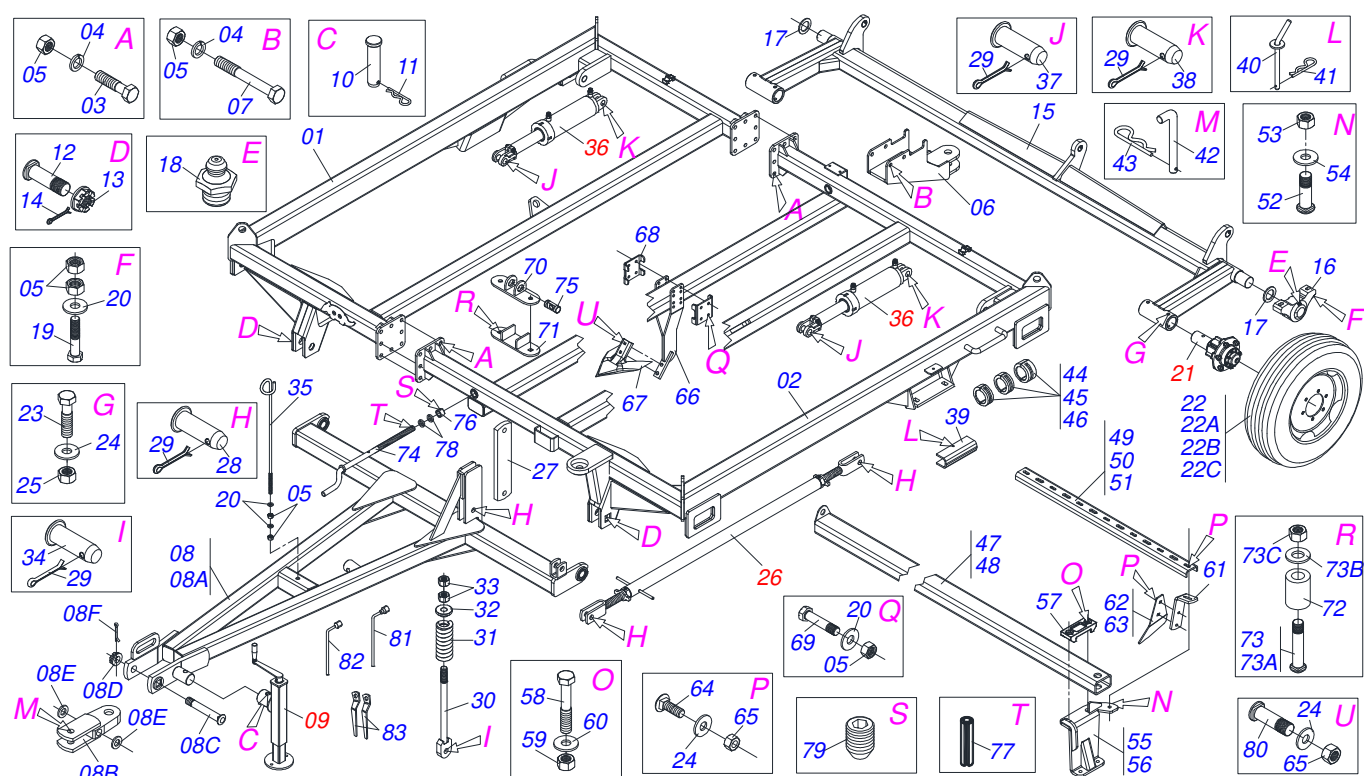 04
A
05
03
04
B
05
07
C
10
11
17
J
29
37
K
29
38
L
40
41
M
43
42
N
53
54
52
D
12
13
14
E
18
01
36
K
J
15
A
B
06
F
05
20
19
68
70
75
R
71
U
Q
67
66
36
K
J
E
16
17
F
G
21
D
A
S
T
76
78
74
02
44
45
46
39
L
22
22A
22B
22C
G
23
24
25
35
H
29
28
20
05
27
H
D
H
49
50
51
I
34
29
08
08A
26
47
48
P
61
R
73C
73B
72
73
73A
O
P
57
62
63
08F
08E
08D
M
08E
08C
08B
C
09
82
81
83
33
32
31
30
I
H
O
58
60
59
Q
20
69
05
P
64
65
24
S
79
T
77
N
55
56
U
24
80
65